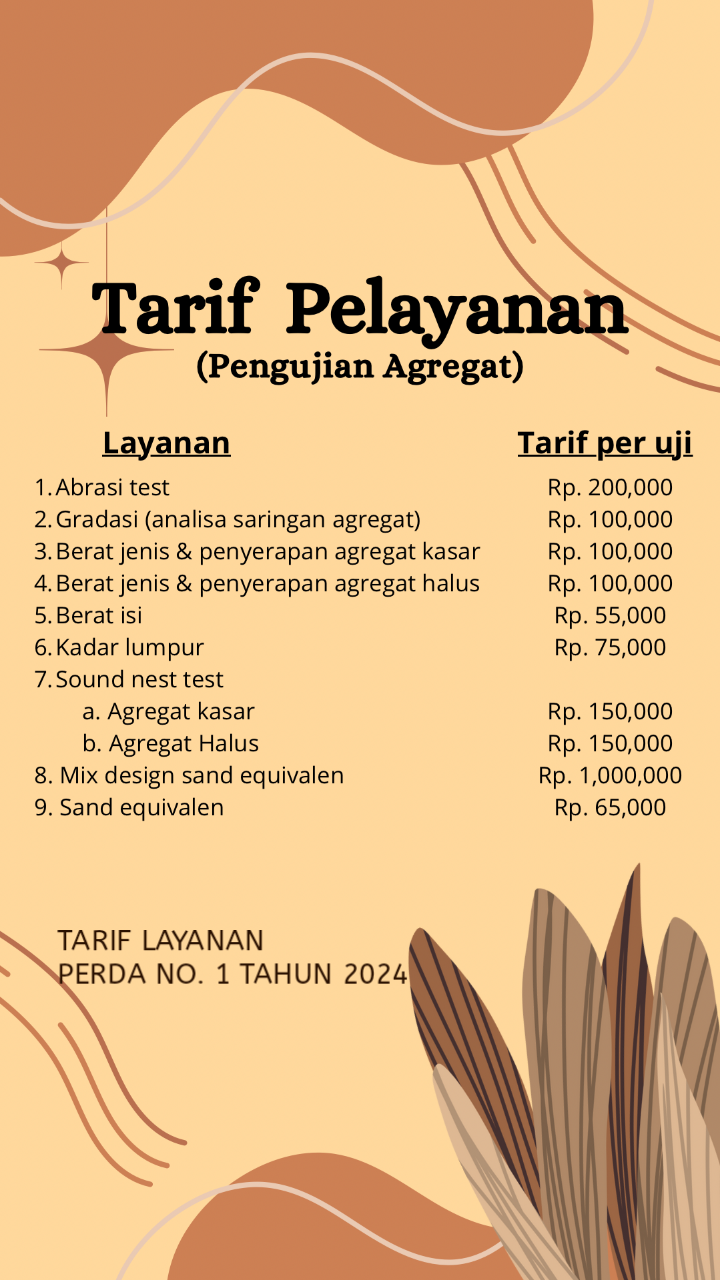 Tarif Pelayanan
(Pengujian Agregat)
Layanan Tarif per uji
1. Abrasi test Rp. 200,000
2. Gradasi (analisa saringan agregat) Rp. 100,000
3. Berat jenis & penyerapan agregat kasar Rp. 100,000
4. Berat jenis & penyerapan agregat halus Rp. 100,000
5. Berat isi Rp. 55,000
6. Kadar lumpur Rp. 75,000
7. Sound nest test
a. Agregat kasar Rp. 150,000
b. Agregat Halus Rp. 150,000
8. Mix design sand equivalen Rp. 1,000,000
9. Sand equivalen Rp. 65,000
TARIF LAYANAN
PERDA NO. 1 TAHUN 2024